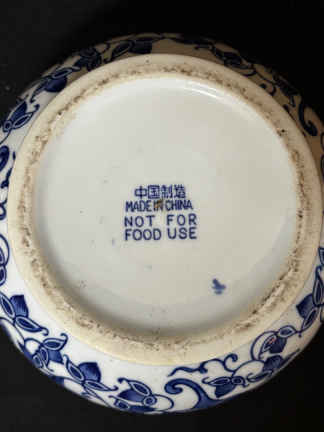 中国制造
MADE IN CHINA
NOT FOR
FOOD USE